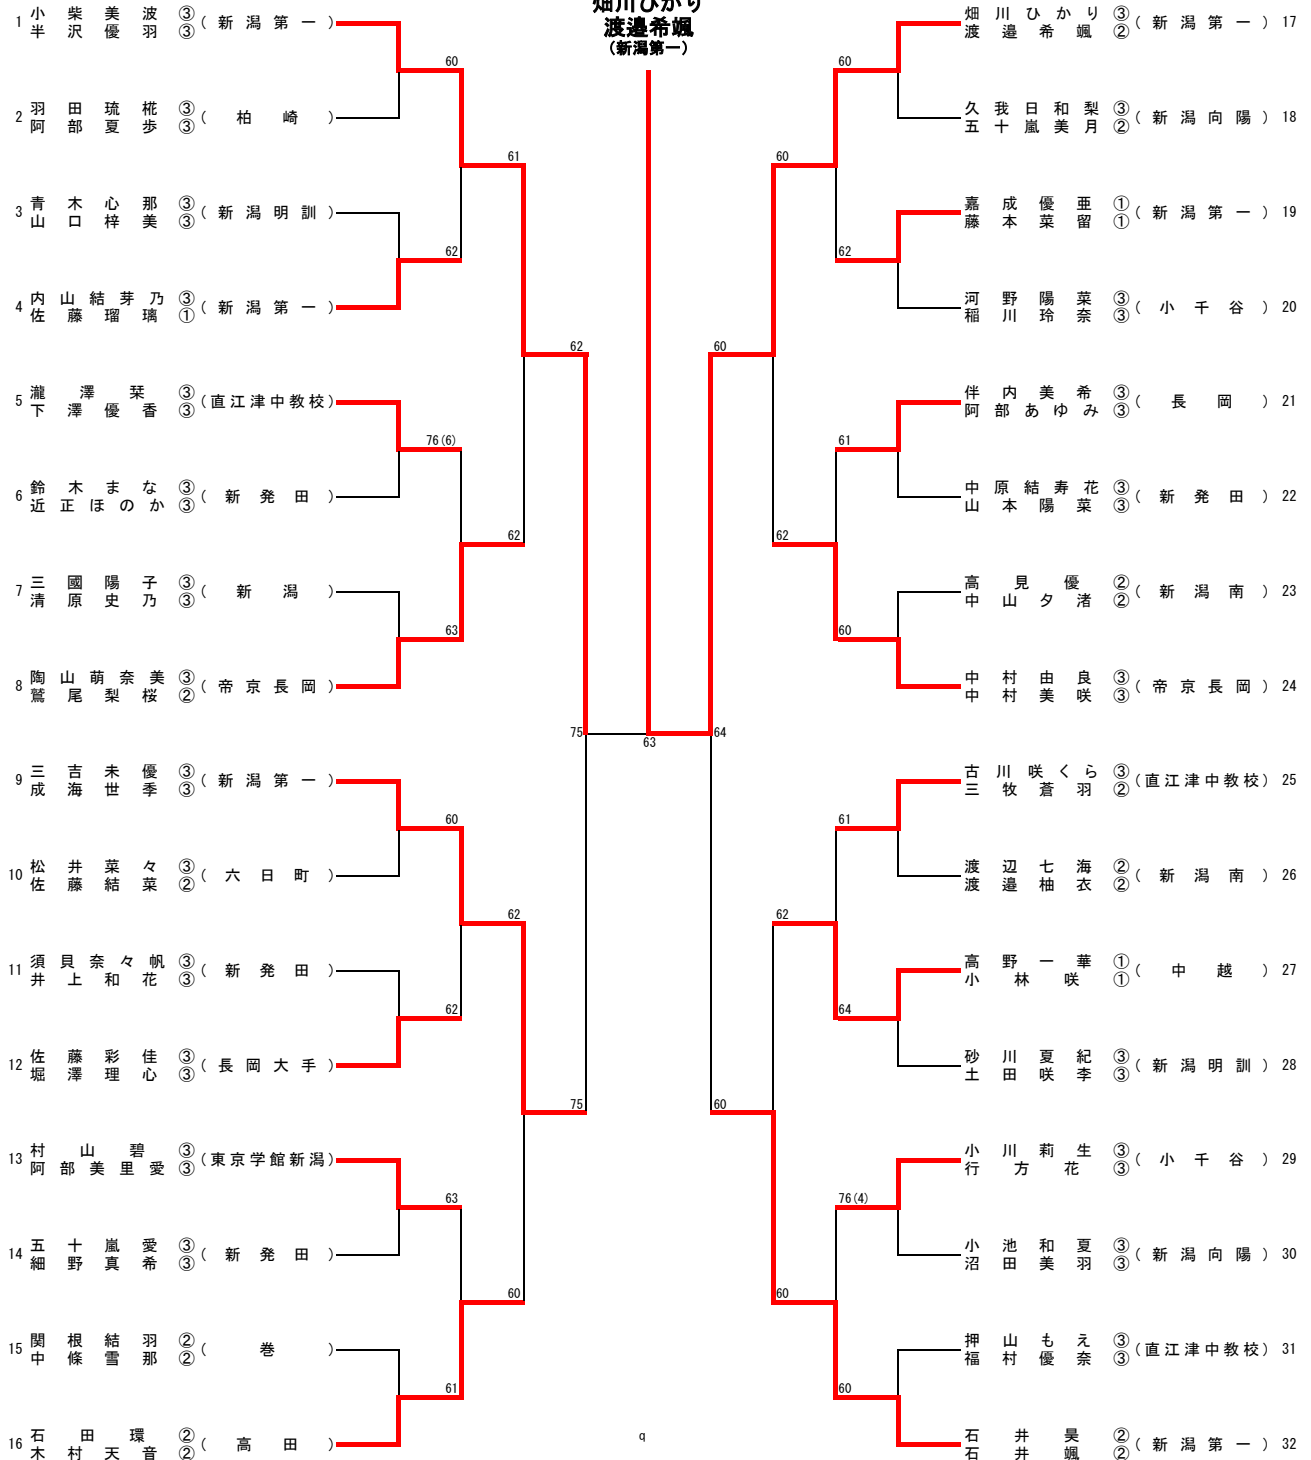 畑川ひかり
渡邉希颯
(新潟第一)
1 小柴美波 ③ 半沢優羽 ③ (新潟第一)
2 羽田琉椛 ③ 阿部夏歩 ③ (柏崎)
3 青木心那 ③ 山口梓美 ③ (新潟明訓)
4 内山結芽乃 ③ 佐藤瑠璃 ① (新潟第一)
5 瀧澤栞 ③ 下澤優香 ③ (直江津中教校)
6 鈴木まな ③ 近正ほのか ③ (新発田)
7 三國陽子 ③ 清原史乃 ③ (新潟)
8 陶山萌奈美 ③ 鷲尾梨桜 ② (帝京長岡)
9 三吉未優 ③ 成海世季 ③ (新潟第一)
10 松井菜々 ③ 佐藤結菜 ② (六日町)
11 須貝奈々帆 ③ 井上和花 ③ (新発田)
12 佐藤彩佳 ③ 堀澤理心 ③ (長岡大手)
13 村山碧 ③ 阿部美里愛 ③ (東京学館新潟)
14 五十嵐愛 ③ 細野真希 ③ (新発田)
15 関根結羽 ② 中條雪那 ② (巻)
16 石田環 ② 木村天音 ② (高田)
60
62
76(6)
63
60
62
63
61
61
62
62
60
62
75
75
63
64
60
60
60
62
62
60
60
62
61
60
61
64
76(4)
60
畑川ひかり ③ 渡邉希颯 ② (新潟第一) 17
久我日和梨 ③ 五十嵐美月 ② (新潟向陽) 18
嘉成優亜 ① 藤本菜留 ① (新潟第一) 19
河野陽菜 ③ 稲川玲奈 ③ (小千谷) 20
伴内美希 ③ 阿部あゆみ ③ (長岡) 21
中原結寿花 ③ 山本陽菜 ③ (新発田) 22
高見優 ② 中山夕渚 ② (新潟南) 23
中村由良 ③ 中村美咲 ③ (帝京長岡) 24
古川咲くら ③ 三牧蒼羽 ② (直江津中教校) 25
渡辺七海 ② 渡邉柚衣 ② (新潟南) 26
高野一華 ① 小林咲 ① (中越) 27
砂川夏紀 ③ 土田咲李 ③ (新潟明訓) 28
小川莉生 ③ 行方花 ③ (小千谷) 29
小池和夏 ③ 沼田美羽 ③ (新潟向陽) 30
押山もえ ③ 福村優奈 ③ (直江津中教校) 31
石井昊 ② 石井颯 ② (新潟第一) 32
q